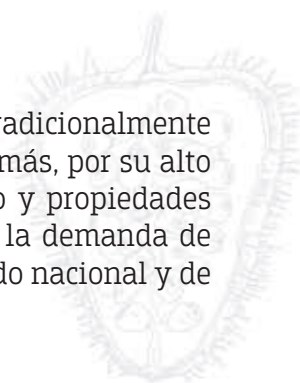 radicionalmente
más, por su alto
o y propiedades
la demanda de
do nacional y de